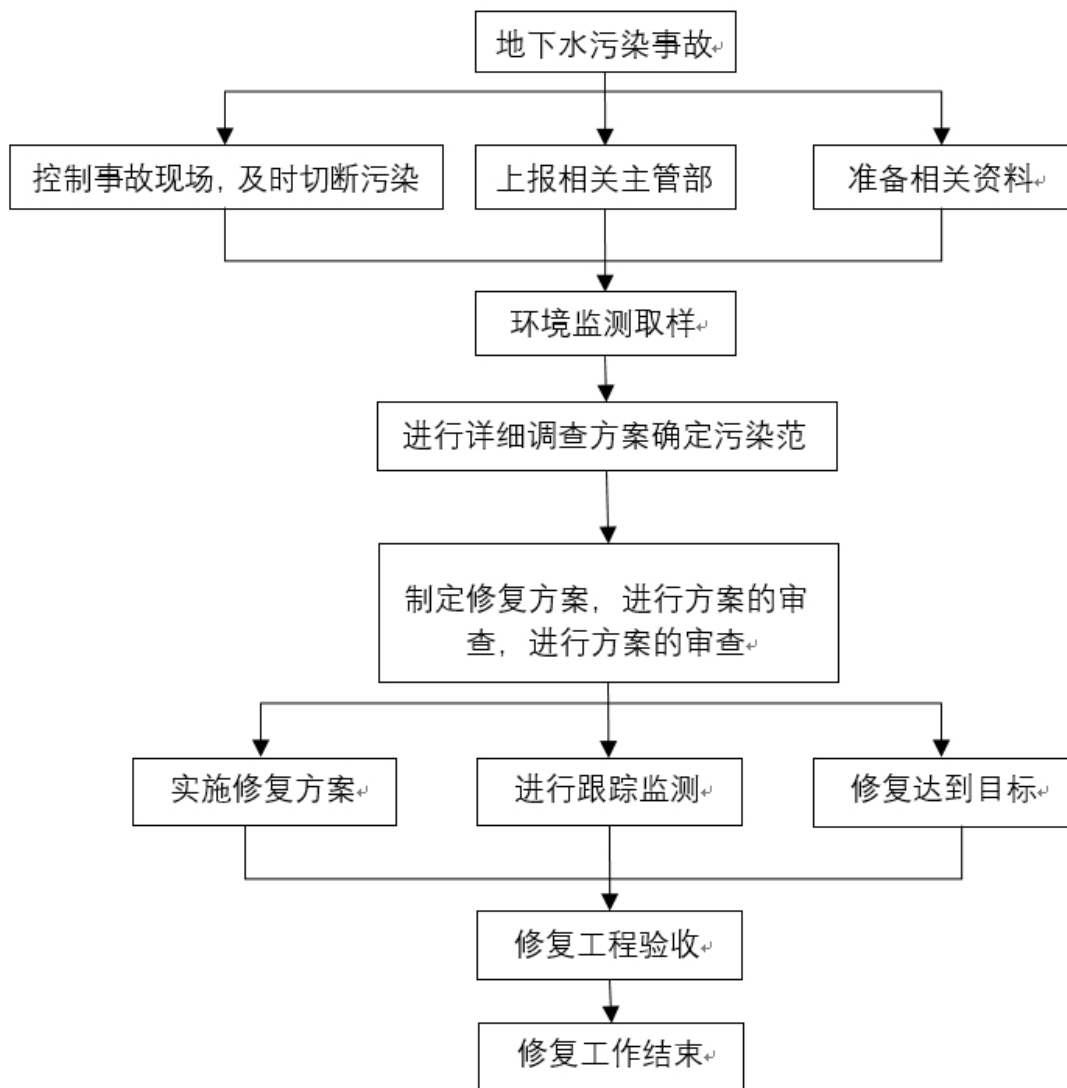 地下水污染事故
控制事故现场，及时切断污染
上报相关主管部
准备相关资料
环境监测取样
进行详细调查方案确定污染范
制定修复方案，进行方案的审
查，进行方案的审查
实施修复方案
进行跟踪监测
修复达到目标
修复工程验收
修复工作结束